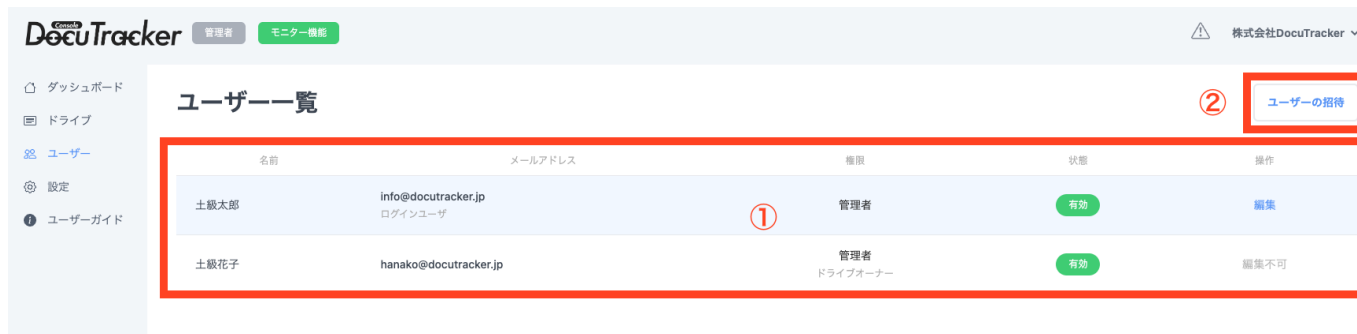 Console
DocuTracker 管理者 モニター機能 株式会社DocuTracker
ダッシュボード
ドライブ
ユーザー
設定
ユーザーガイド
ユーザー一覧
② ユーザーの招待
名前 メールアドレス 権限 状態 操作
土級太郎 info@docutracker.jp 管理者 有効 編集
ログインユーザ
①
土級花子 hanako@docutracker.jp 管理者 有効 編集不可
ドライブオーナー